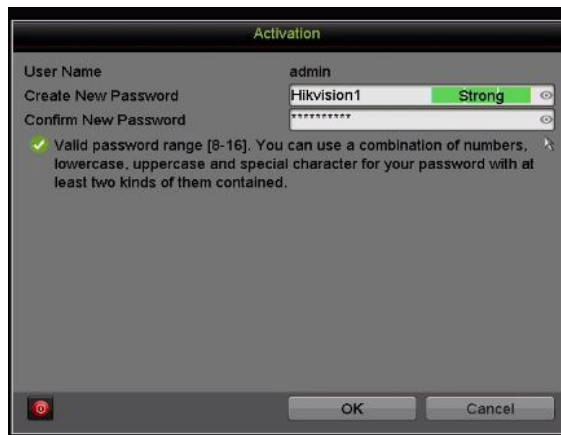 Activation
User Name admin
Create New Password Hikvision1 Strong
Confirm New Password **********
Valid password range [8-16]. You can use a combination of numbers,
lowercase, uppercase and special character for your password with at
least two kinds of them contained.
OK Cancel